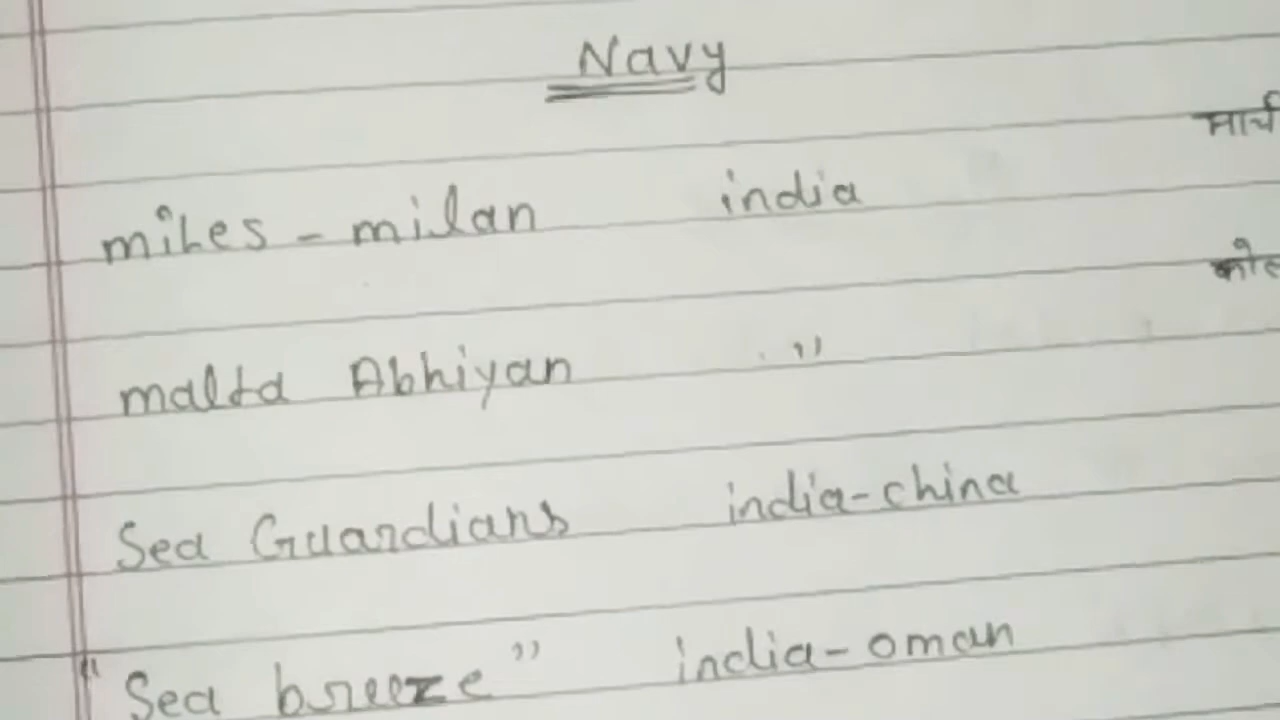 Navy
मार्च
miles - milan india
malta Abhiyan "
Sea Guardians india-china
"Sea breeze" india-oman